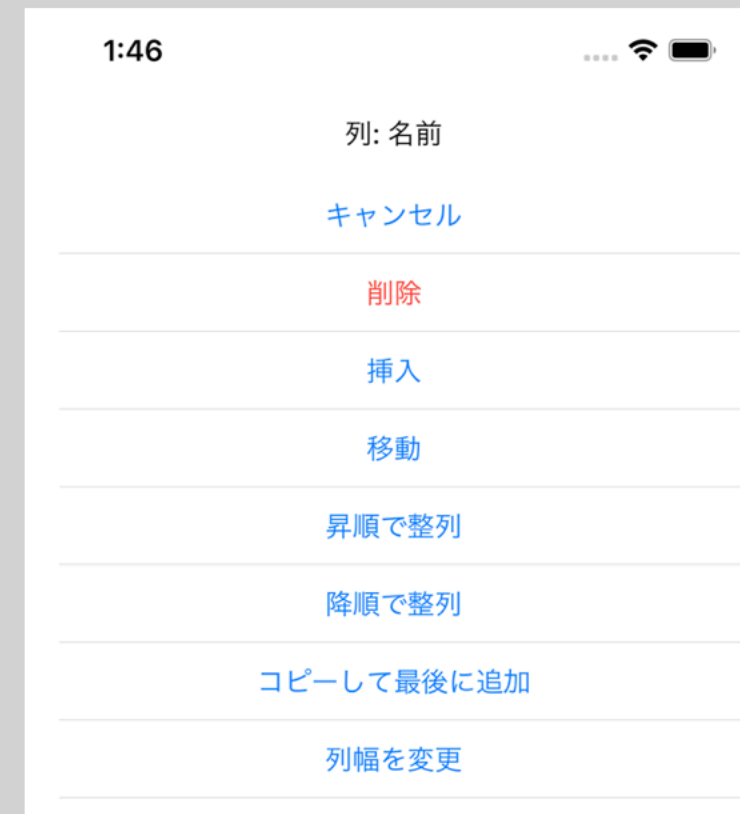 1:46
列: 名前
キャンセル
削除
挿入
移動
昇順で整列
降順で整列
コピーして最後に追加
列幅を変更